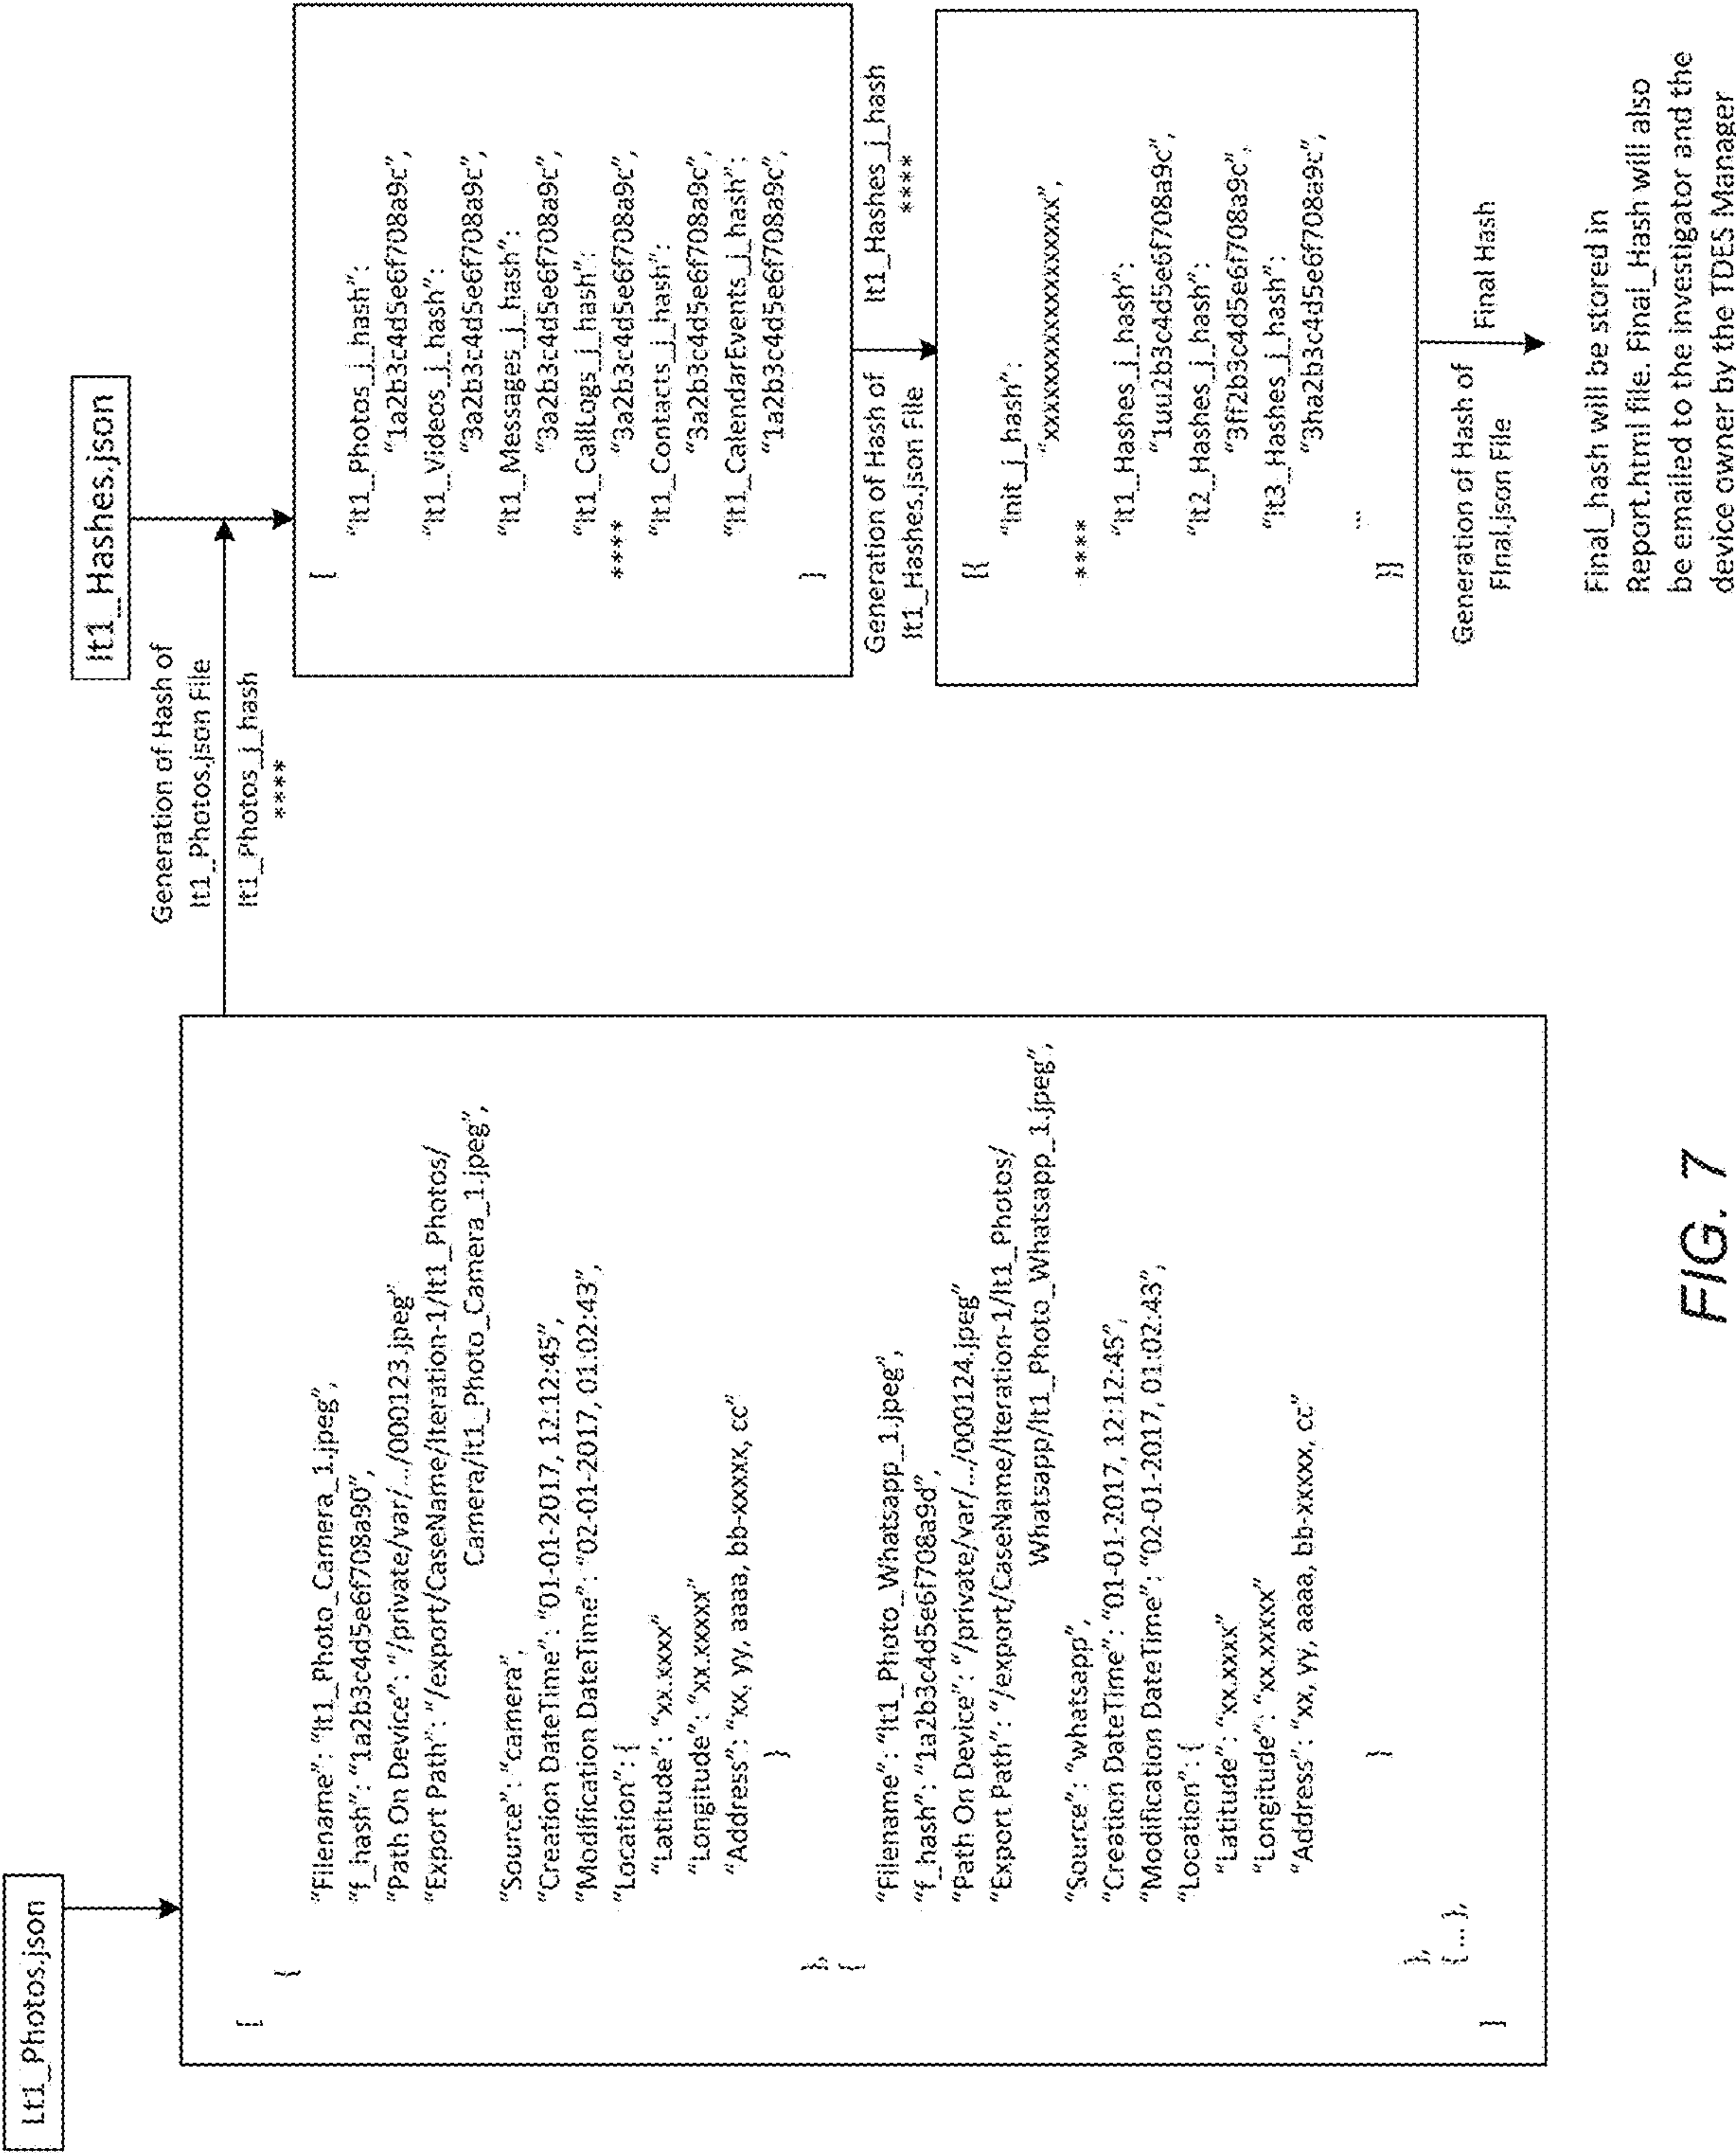 Lt1_Photos.json
[
{
"Filename": "It1_Photo_Camera_1.jpeg",
"f_hash": "1a2b3c4d5e6f708a90",
"Path On Device": "/private/var/.../000123.jpeg"
"Export Path": "/export/CaseName/Iteration-1/It1_Photos/
Camera/It1_Photo_Camera_1.jpeg",
"Source": "camera",
"Creation DateTime": "01-01-2017, 12:12:45",
"Modification DateTime": "02-01-2017, 01:02:43",
"Location": {
"Latitude": "xx.xxxx"
"Longitude": "xx.xxxxx"
"Address": "xx, yy, aaaa, bb-xxxxx, cc"
}
},
{
"Filename": "It1_Photo_Whatsapp_1.jpeg",
"f_hash": "1a2b3c4d5e6f708a9d",
"Path On Device": "/private/var/.../000124.jpeg"
"Export Path": "/export/CaseName/Iteration-1/It1_Photos/
Whatsapp/It1_Photo_Whatsapp_1.jpeg",
"Source": "whatsapp",
"Creation DateTime": "01-01-2017, 12:12:45",
"Modification DateTime": "02-01-2017, 01:02:43",
"Location": {
"Latitude": "xx.xxxx"
"Longitude": "xx.xxxxx"
"Address": "xx, yy, aaaa, bb-xxxxx, cc"
}
},
{ ... },
]
Generation of Hash of
It1_Photos.json File
It1_Photos_j_hash
****
It1_Hashes.json
[
"It1_Photos_j_hash":
"1a2b3c4d5e6f708a9c",
"It1_Videos_j_hash":
"3a2b3c4d5e6f708a9c",
"It1_Messages_j_hash":
"3a2b3c4d5e6f708a9c",
"It1_CallLogs_j_hash":
**** "3a2b3c4d5e6f708a9c",
"It1_Contacts_j_hash":
"3a2b3c4d5e6f708a9c",
"It1_CalendarEvents_j_hash":
"1a2b3c4d5e6f708a9c",
]
Generation of Hash of
It1_Hashes.json File
It1_Hashes_j_hash
****
[{
"init_j_hash":
"xxxxxxxxxxxxxxxxxx",
****
"It1_Hashes_j_hash":
"1uu2b3c4d5e6f708a9c",
"It2_Hashes_j_hash":
"3ff2b3c4d5e6f708a9c",
"It3_Hashes_j_hash":
"3ha2b3c4d5e6f708a9c",
...
}]
Generation of Hash of
Final.json File
Final Hash
Final_hash will be stored in
Report.html file. Final_Hash will also
be emailed to the investigator and the
device owner by the TDES Manager
FIG. 7